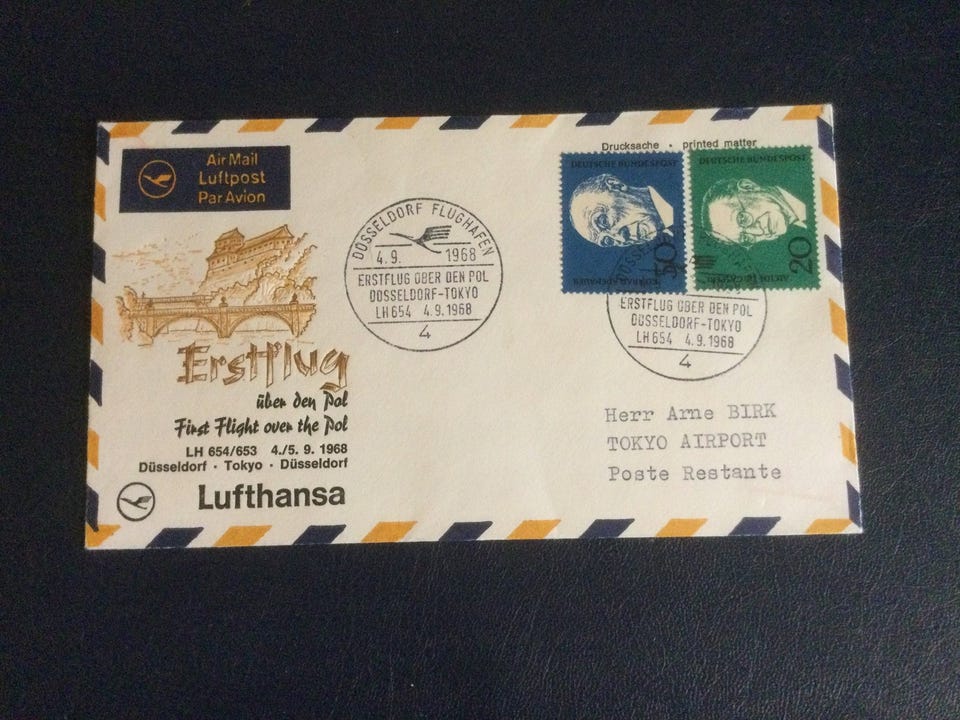 Drucksache • printed matter
Air Mail
Luftpost
Par Avion
DEUTSCHE BUNDESPOST
50
DEUTSCHE BUNDESPOST
20
DÜSSELDORF FLUGHAFEN
4.9. 1968
ERSTFLUG ÜBER DEN POL
DÜSSELDORF-TOKYO
LH 654 4.9.1968
4
ERSTFLUG ÜBER DEN POL
DÜSSELDORF-TOKYO
LH 654 4.9.1968
4
Erstflug
über den Pol
First Flight over the Pol
LH 654/653 4./5. 9. 1968
Düsseldorf · Tokyo · Düsseldorf
Lufthansa
Herr Arne BIRK
TOKYO AIRPORT
Poste Restante